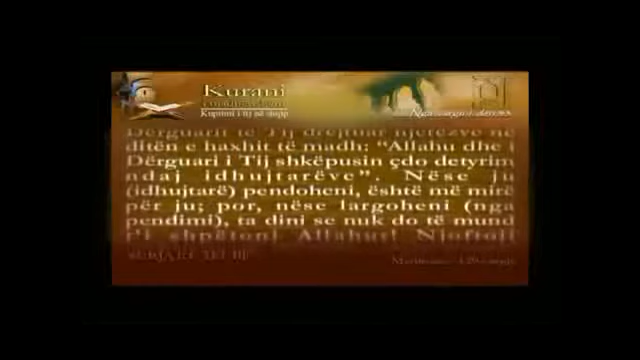 Kurani
Kuptimi i tij në shqip
Dërguarit të Tij drejtuar njerëzve në
ditën e haxhit të madh: “Allahu dhe i
Dërguari i Tij shkëpusin çdo detyrim
ndaj idhujtarëve”. Nëse ju
(idhujtarë) pendoheni, është më mirë
për ju; por, nëse largoheni (nga
pendimi), ta dini se nuk do të mund
t'i shpëtoni Allahut! Njoftoji